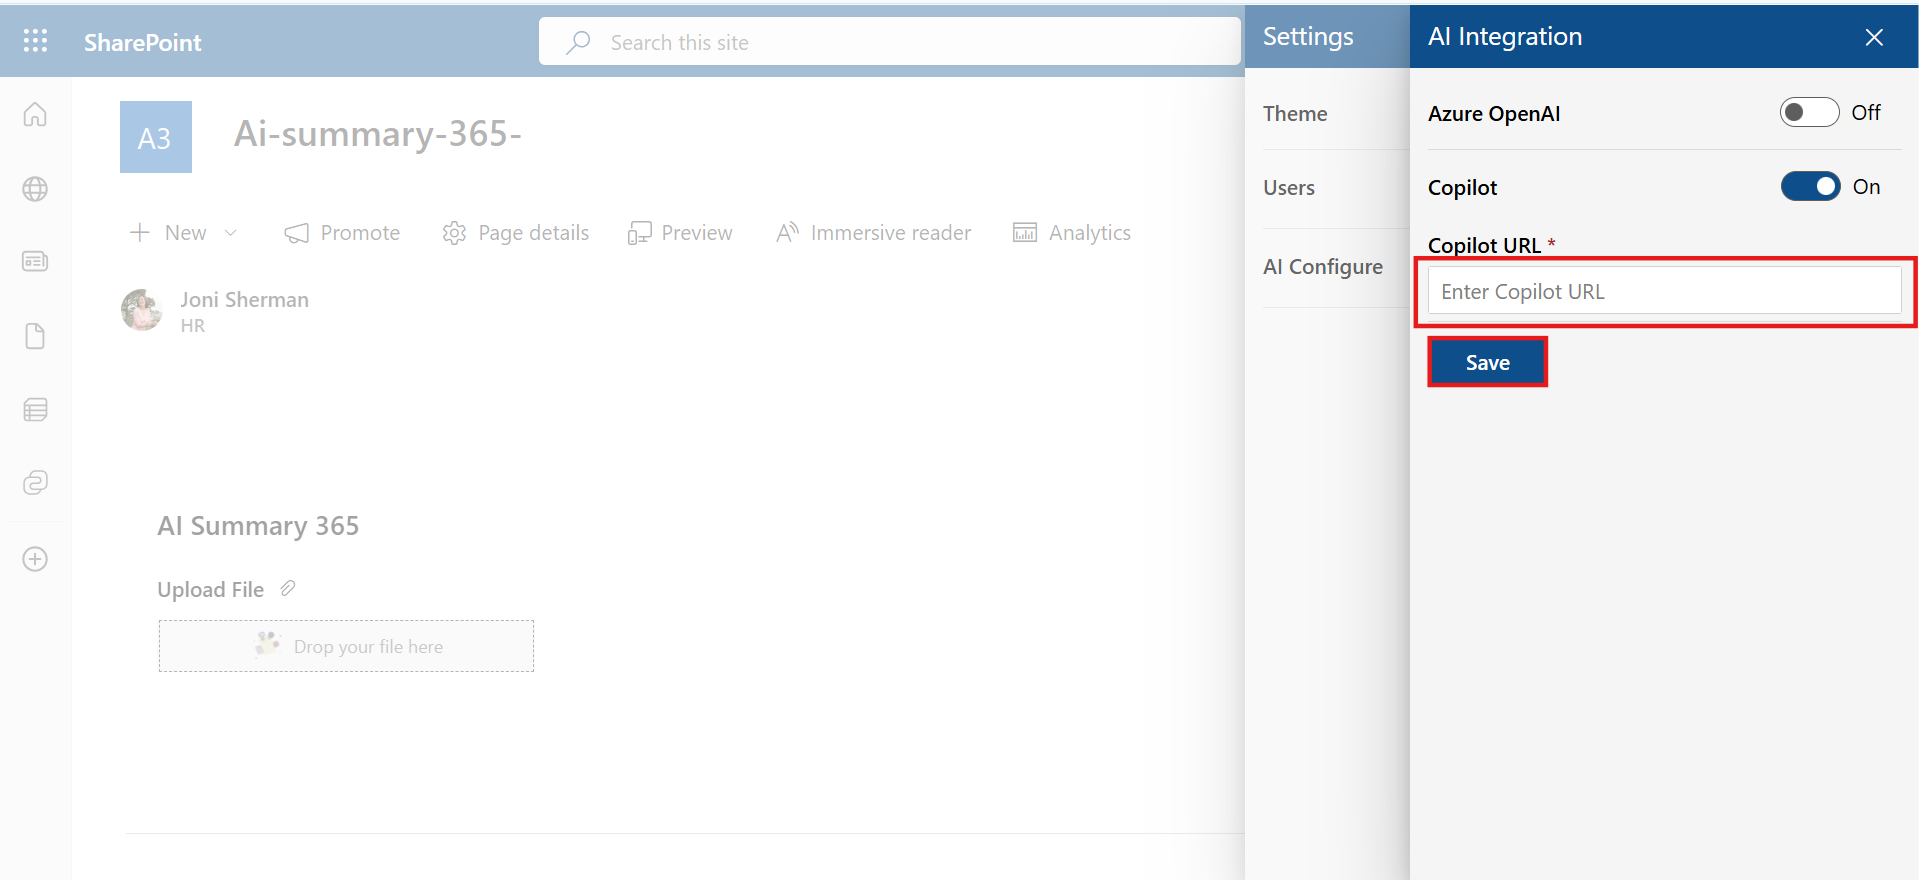 SharePoint
Search this site
A3
Ai-summary-365-
New
Promote
Page details
Preview
Immersive reader
Analytics
Joni Sherman
HR
AI Summary 365
Upload File
Drop your file here
Settings
Theme
Users
AI Configure
AI Integration
Azure OpenAI
Off
Copilot
On
Copilot URL *
Enter Copilot URL
Save